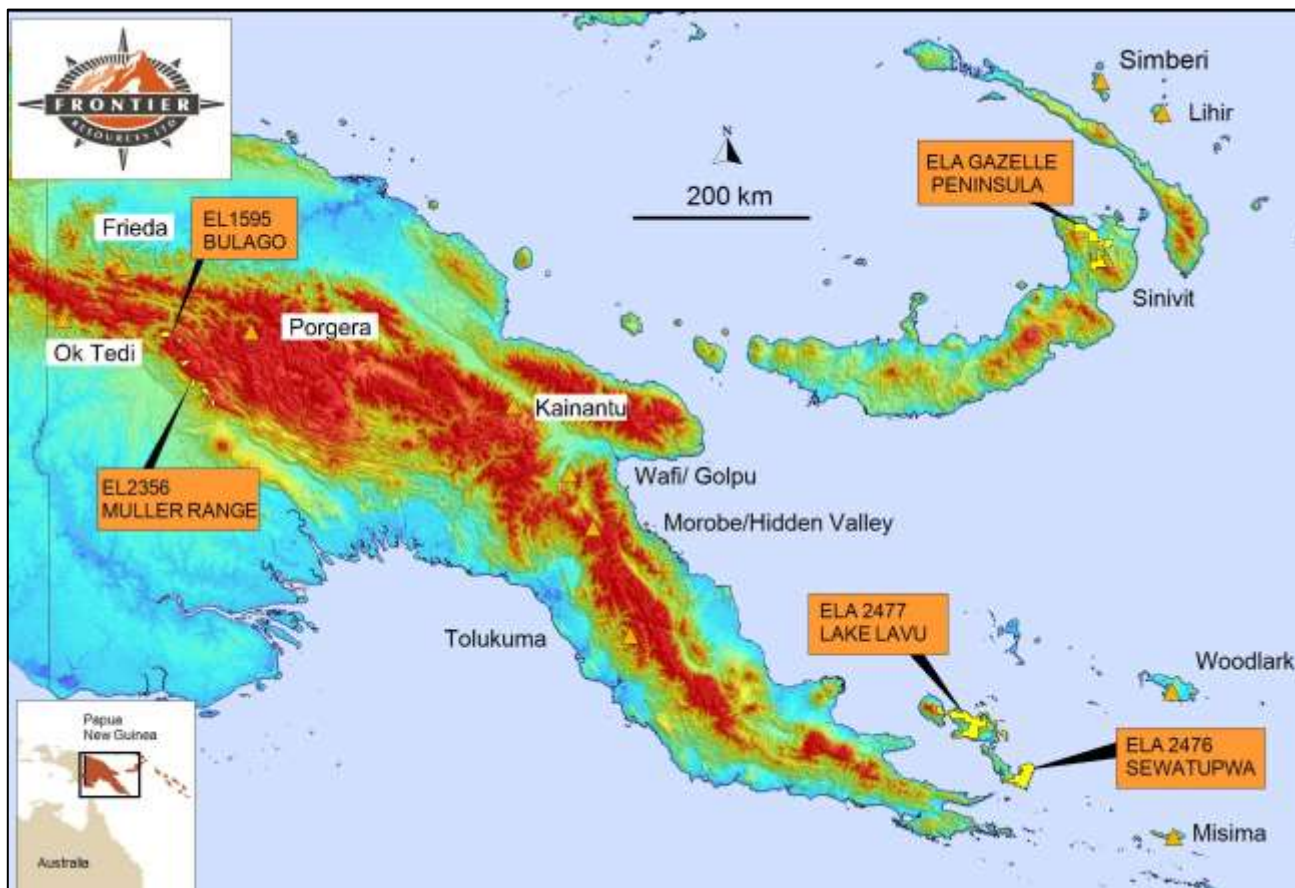 FRONTIER
RESOURCES LTD
Simberi
Lihir
N
200 km
ELA GAZELLE
PENINSULA
Sinivit
Frieda
EL1595
BULAGO
Porgera
Ok Tedi
Kainantu
EL2356
MULLER RANGE
Wafi/ Golpu
Morobe/Hidden Valley
Tolukuma
ELA 2477
LAKE LAVU
Woodlark
ELA 2476
SEWATUPWA
Misima
Papua
New Guinea
Australia